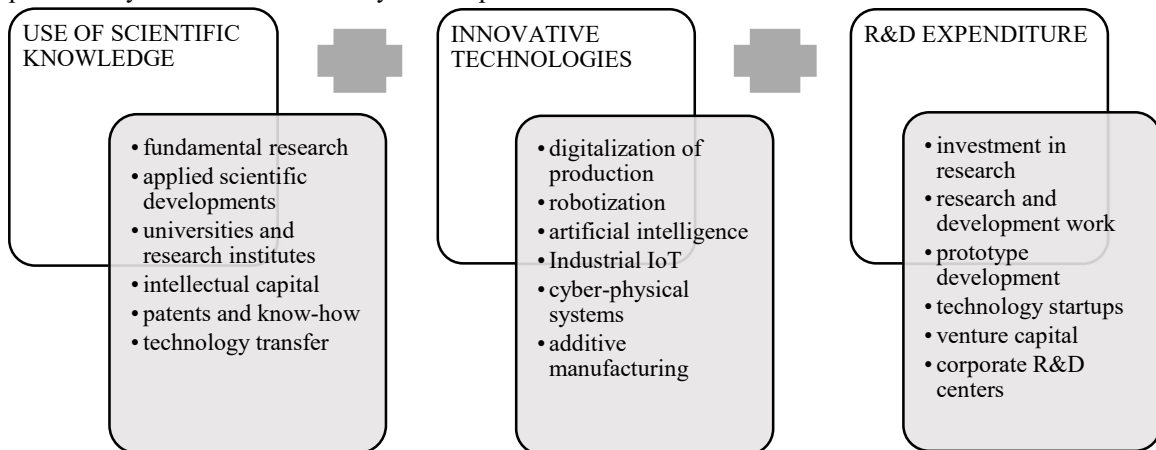 USE OF SCIENTIFIC
KNOWLEDGE
• fundamental research
• applied scientific
developments
• universities and
research institutes
• intellectual capital
• patents and know-how
• technology transfer
INNOVATIVE
TECHNOLOGIES
• digitalization of
production
• robotization
• artificial intelligence
• Industrial IoT
• cyber-physical
systems
• additive
manufacturing
R&D EXPENDITURE
• investment in
research
• research and
development work
• prototype
development
• technology startups
• venture capital
• corporate R&D
centers